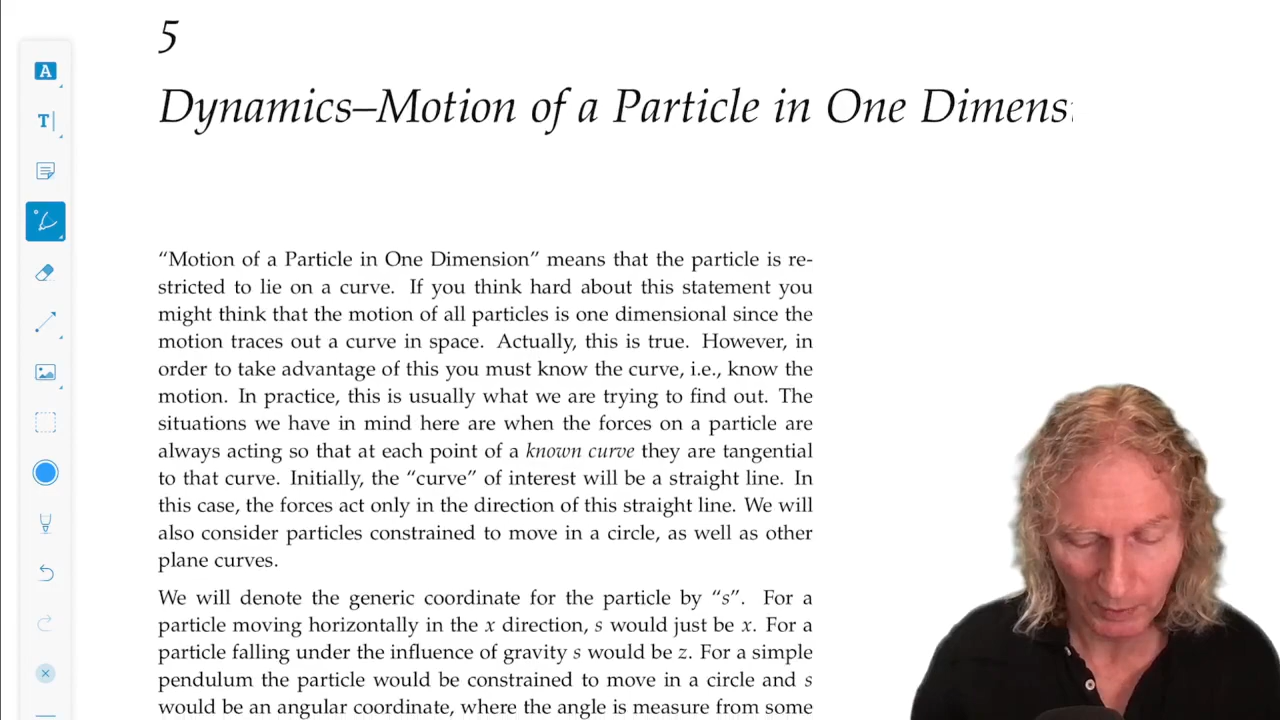 5
Dynamics–Motion of a Particle in One Dimens
“Motion of a Particle in One Dimension” means that the particle is re-
stricted to lie on a curve. If you think hard about this statement you
might think that the motion of all particles is one dimensional since the
motion traces out a curve in space. Actually, this is true. However, in
order to take advantage of this you must know the curve, i.e., know the
motion. In practice, this is usually what we are trying to find out. The
situations we have in mind here are when the forces on a particle are
always acting so that at each point of a known curve they are tangential
to that curve. Initially, the “curve” of interest will be a straight line. In
this case, the forces act only in the direction of this straight line. We will
also consider particles constrained to move in a circle, as well as other
plane curves.
We will denote the generic coordinate for the particle by “s”. For a
particle moving horizontally in the x direction, s would just be x. For a
particle falling under the influence of gravity s would be z. For a simple
pendulum the particle would be constrained to move in a circle and s
would be an angular coordinate, where the angle is measure from some
A
T